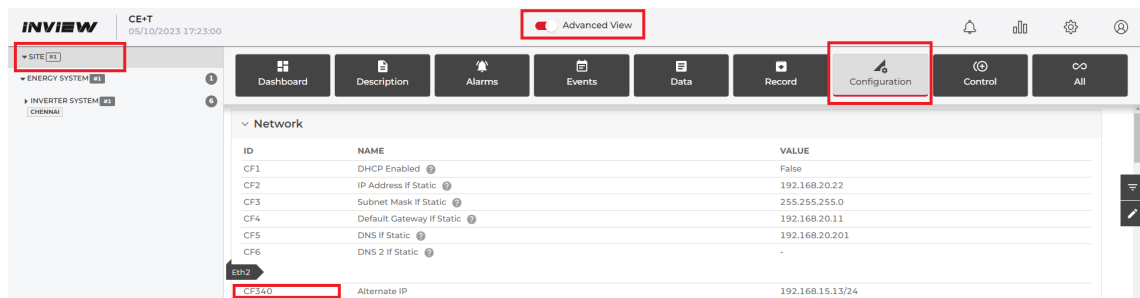 INVIEW
CE+T
05/10/2023 17:23:00
Advanced View
SITE #1
ENERGY SYSTEM #1 1
INVERTER SYSTEM #1 6
CHENNAI
Dashboard Description Alarms Events Data Record Configuration Control All
Network
ID NAME VALUE
CF1 DHCP Enabled ? False
CF2 IP Address If Static ? 192.168.20.22
CF3 Subnet Mask If Static ? 255.255.255.0
CF4 Default Gateway If Static ? 192.168.20.11
CF5 DNS If Static ? 192.168.20.201
CF6 DNS 2 If Static ? -
Eth2
CF340 Alternate IP 192.168.15.13/24